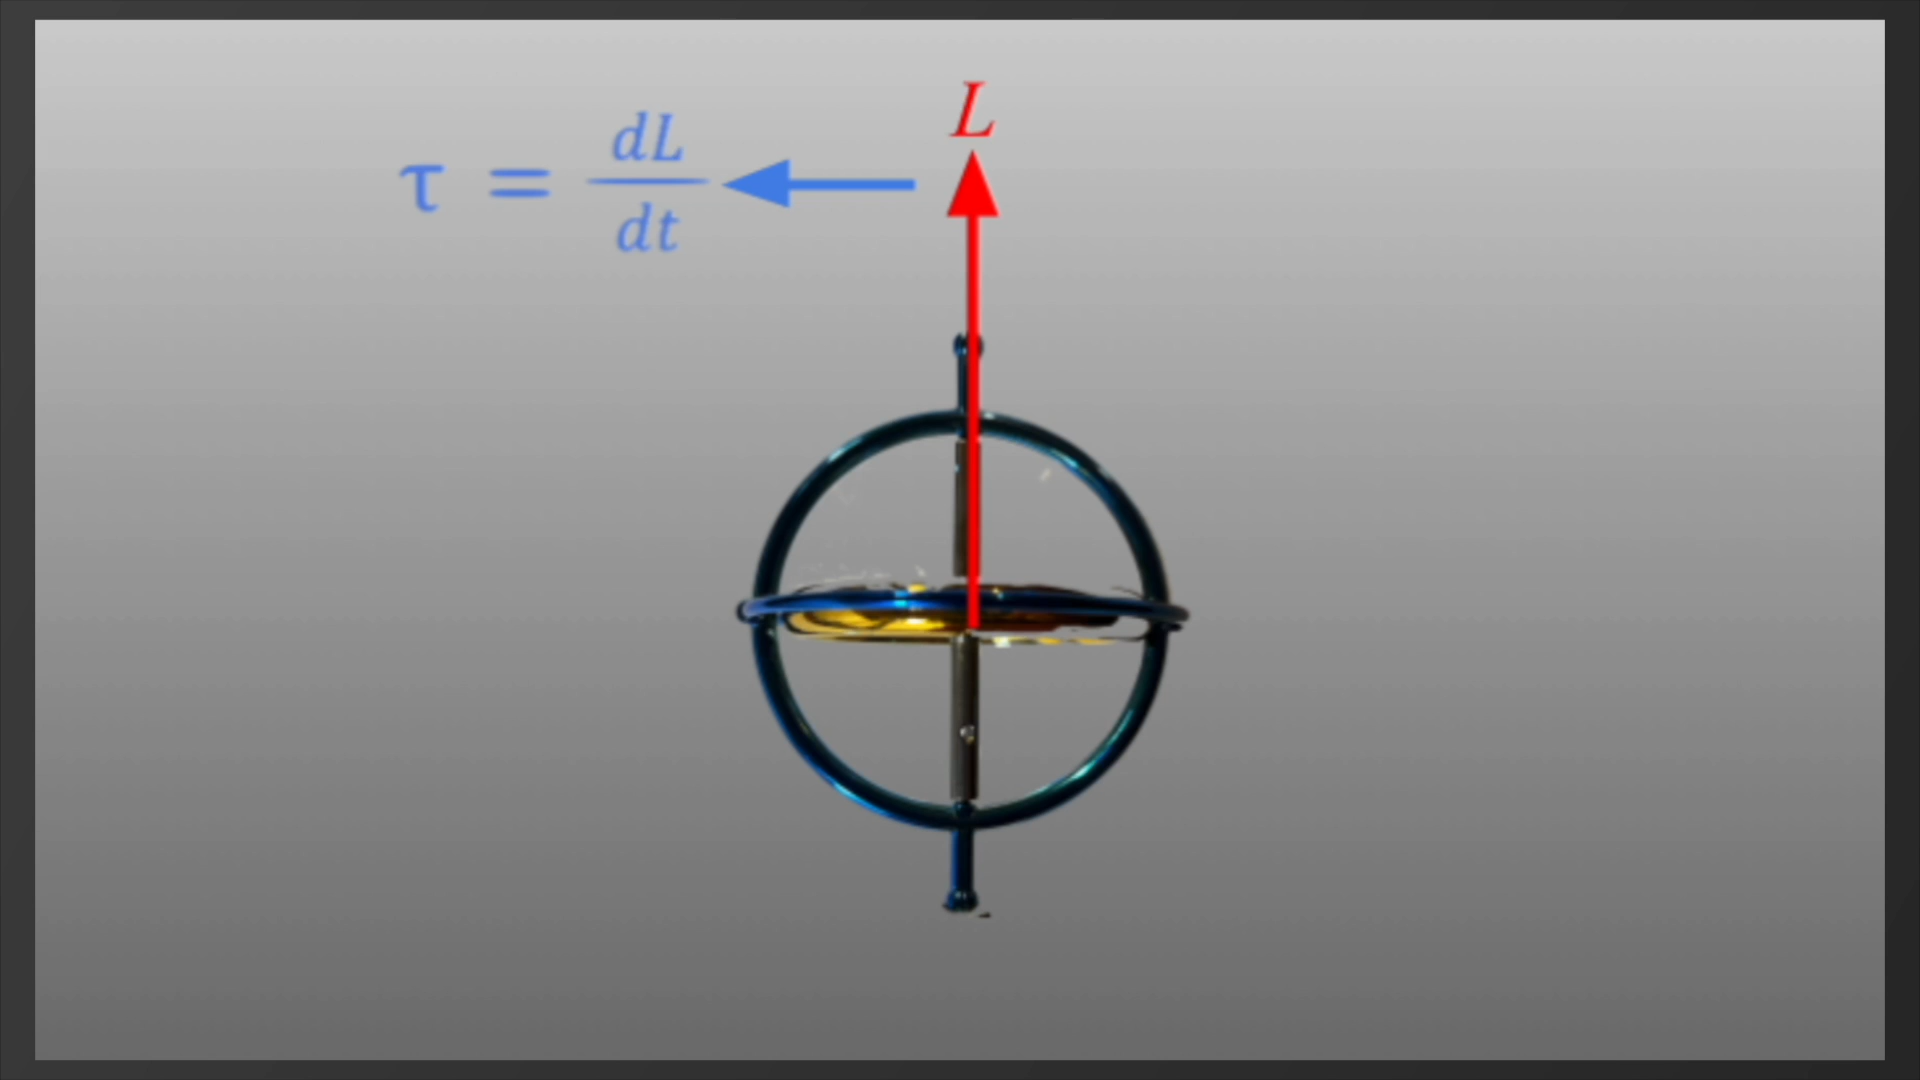 L
τ = dL/dt